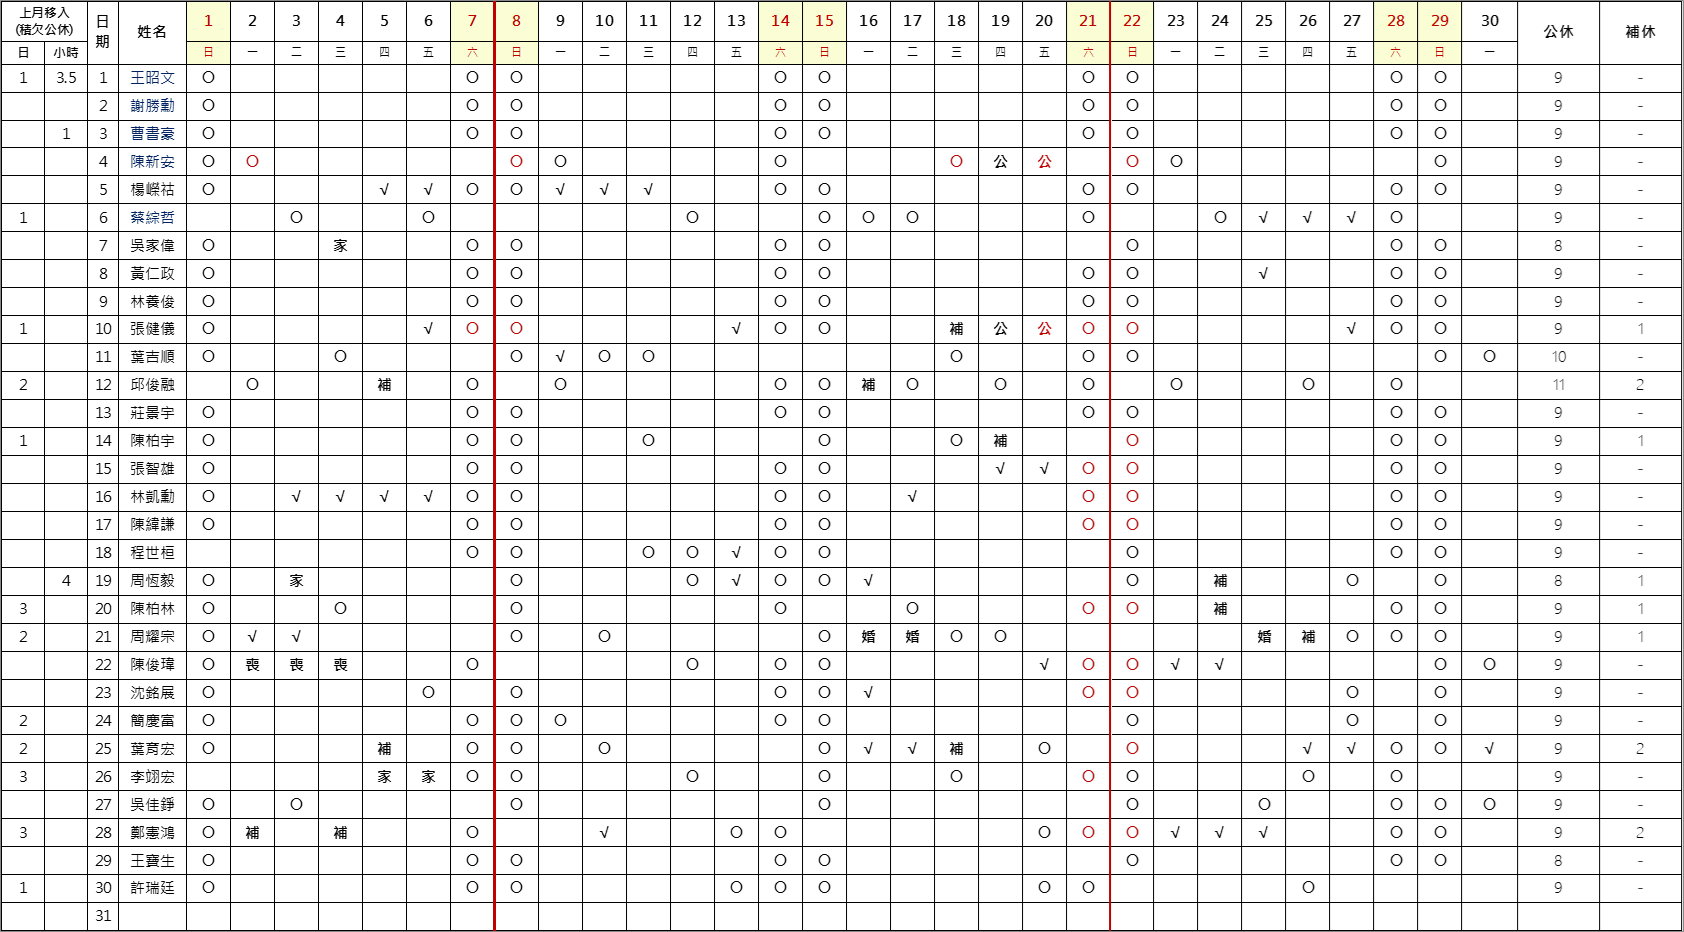 上月移入 日 姓名 1 2 3 4 5 6 7 8 9 10 11 12 13 14 15 16 17 18 19 20 21 22 23 24 25 26 27 28 29 30 公休 補休
(積欠公休) 期
日 小時 日 一 二 三 四 五 六 日 一 二 三 四 五 六 日 一 二 三 四 五 六 日 一 二 三 四 五 六 日 一
1 3.5 1 王昭文 O O O O O O O O O 9 -
2 謝勝勳 O O O O O O O O O 9 -
1 3 曹書豪 O O O O O O O O O 9 -
4 陳新安 O O O O O O 公 公 O O O 9 -
5 楊嶸祜 O √ √ O O √ √ √ O O O O O O 9 -
1 6 蔡綜哲 O O O O O O O O √ √ √ O 9 -
7 吳家偉 O 家 O O O O O O O 8 -
8 黃仁政 O O O O O O O √ O O 9 -
9 林養俊 O O O O O O O O O 9 -
1 10 張健儀 O √ O O √ O O 補 公 公 O O √ O O 9 1
11 葉吉順 O O O √ O O O O O O O 10 -
2 12 邱俊融 O 補 O O O O 補 O O O O O O 11 2
13 莊景宇 O O O O O O O O O 9 -
1 14 陳柏宇 O O O O O O 補 O O O 9 1
15 張智雄 O O O O O √ √ O O O O 9 -
16 林凱勳 O √ √ √ √ O O O O √ O O O O 9 -
17 陳緯謙 O O O O O O O O O 9 -
18 程世桓 O O O O √ O O O O O 9 -
4 19 周恆毅 O 家 O O √ O O √ O 補 O O 8 1
3 20 陳柏林 O O O O O O O 補 O O 9 1
2 21 周耀宗 O √ √ O O O 婚 婚 O O 婚 補 O O O 9 1
22 陳俊瑋 O 喪 喪 喪 O O O O √ O O √ √ O O 9 -
23 沈銘展 O O O O O √ O O O O 9 -
2 24 簡慶富 O O O O O O O O O 9 -
2 25 葉育宏 O 補 O O O O √ √ 補 O O √ √ O O √ 9 2
3 26 李翊宏 家 家 O O O O O O O O O 9 -
27 吳佳錚 O O O O O O O O O 9 -
3 28 鄭憲鴻 O 補 補 O √ O O O O O √ √ √ O O 9 2
29 王寶生 O O O O O O O O 8 -
1 30 許瑞廷 O O O O O O O O O 9 -
31